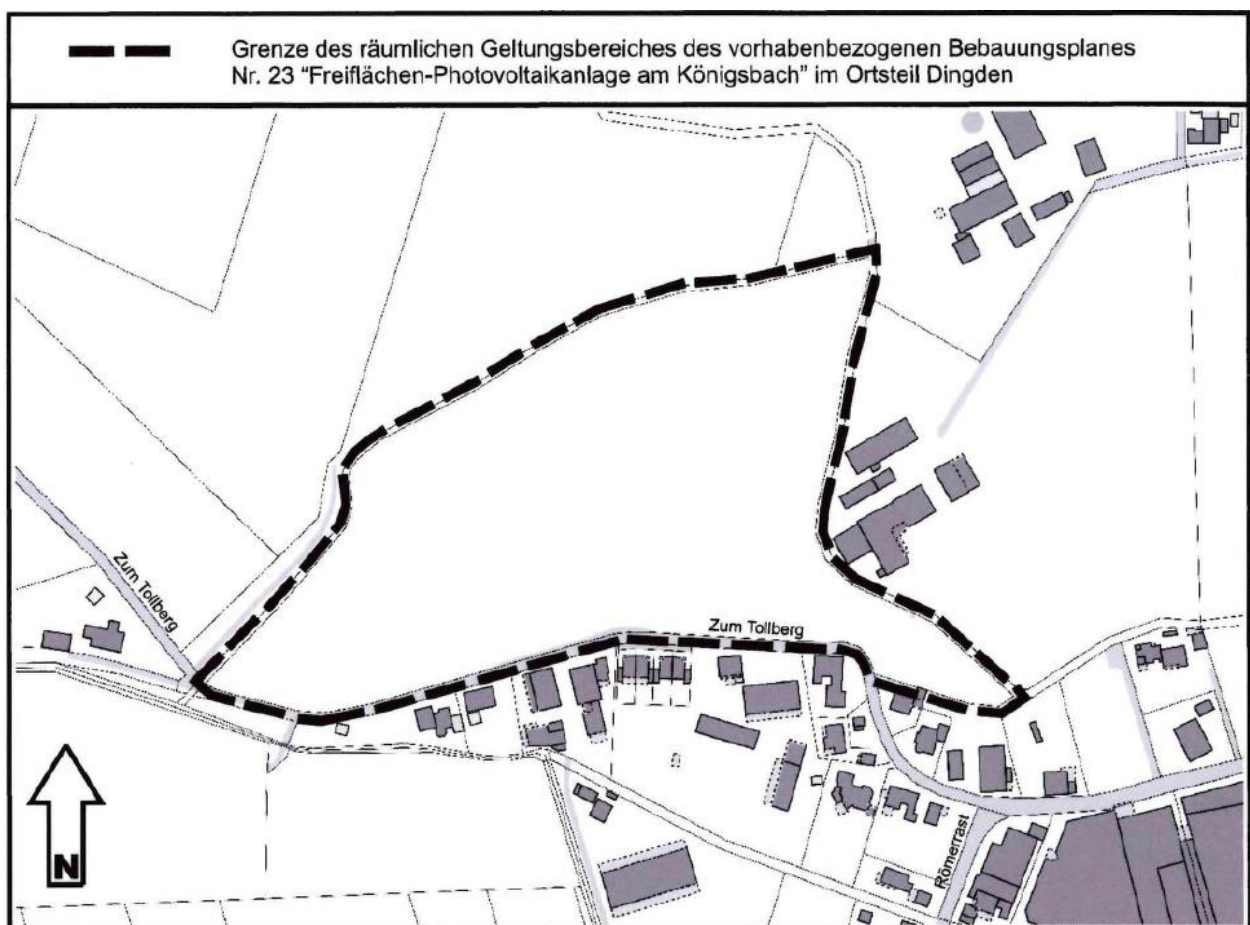 Grenze des räumlichen Geltungsbereiches des vorhabenbezogenen Bebauungsplanes
Nr. 23 "Freiflächen-Photovoltaikanlage am Königsbach" im Ortsteil Dingden
Zum Tollberg
Zum Tollberg
Römerrast
N